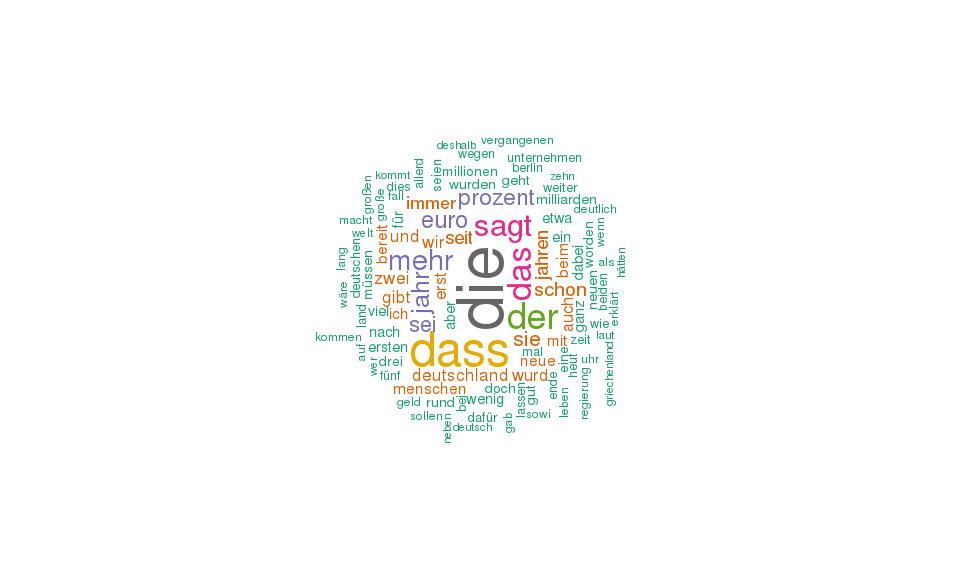 vergangenen
deshalb
wegen
unternehmen
berlin
allerd
seien
millionen
kommt
zehn
dies
wurden
geht
weiter
großen
große
fall
immer
prozent
milliarden
deutlich
macht
für
euro
sagt
etwa
wenn
welt
bereit
und
wir
seit
ein
worden
lang
deutschen
müssen
mehr
die
das
jahren
beim
dabei
als
hätten
zwei
erst
schon
neuen
beiden
wäre
gibt
jahr
auch
ganz
erklärt
land
viel
ich
sei
aber
der
wie
kommen
nach
dass
sie
mit
zeit
laut
auf
ersten
mal
eine
griechenland
wer
drei
neue
heut
uhr
fünf
deutschland
wurd
regierung
menschen
doch
gut
ende
leben
geld
rund
bei
wenig
lassen
sollen
dafür
gab
sowi
neben
deutsch